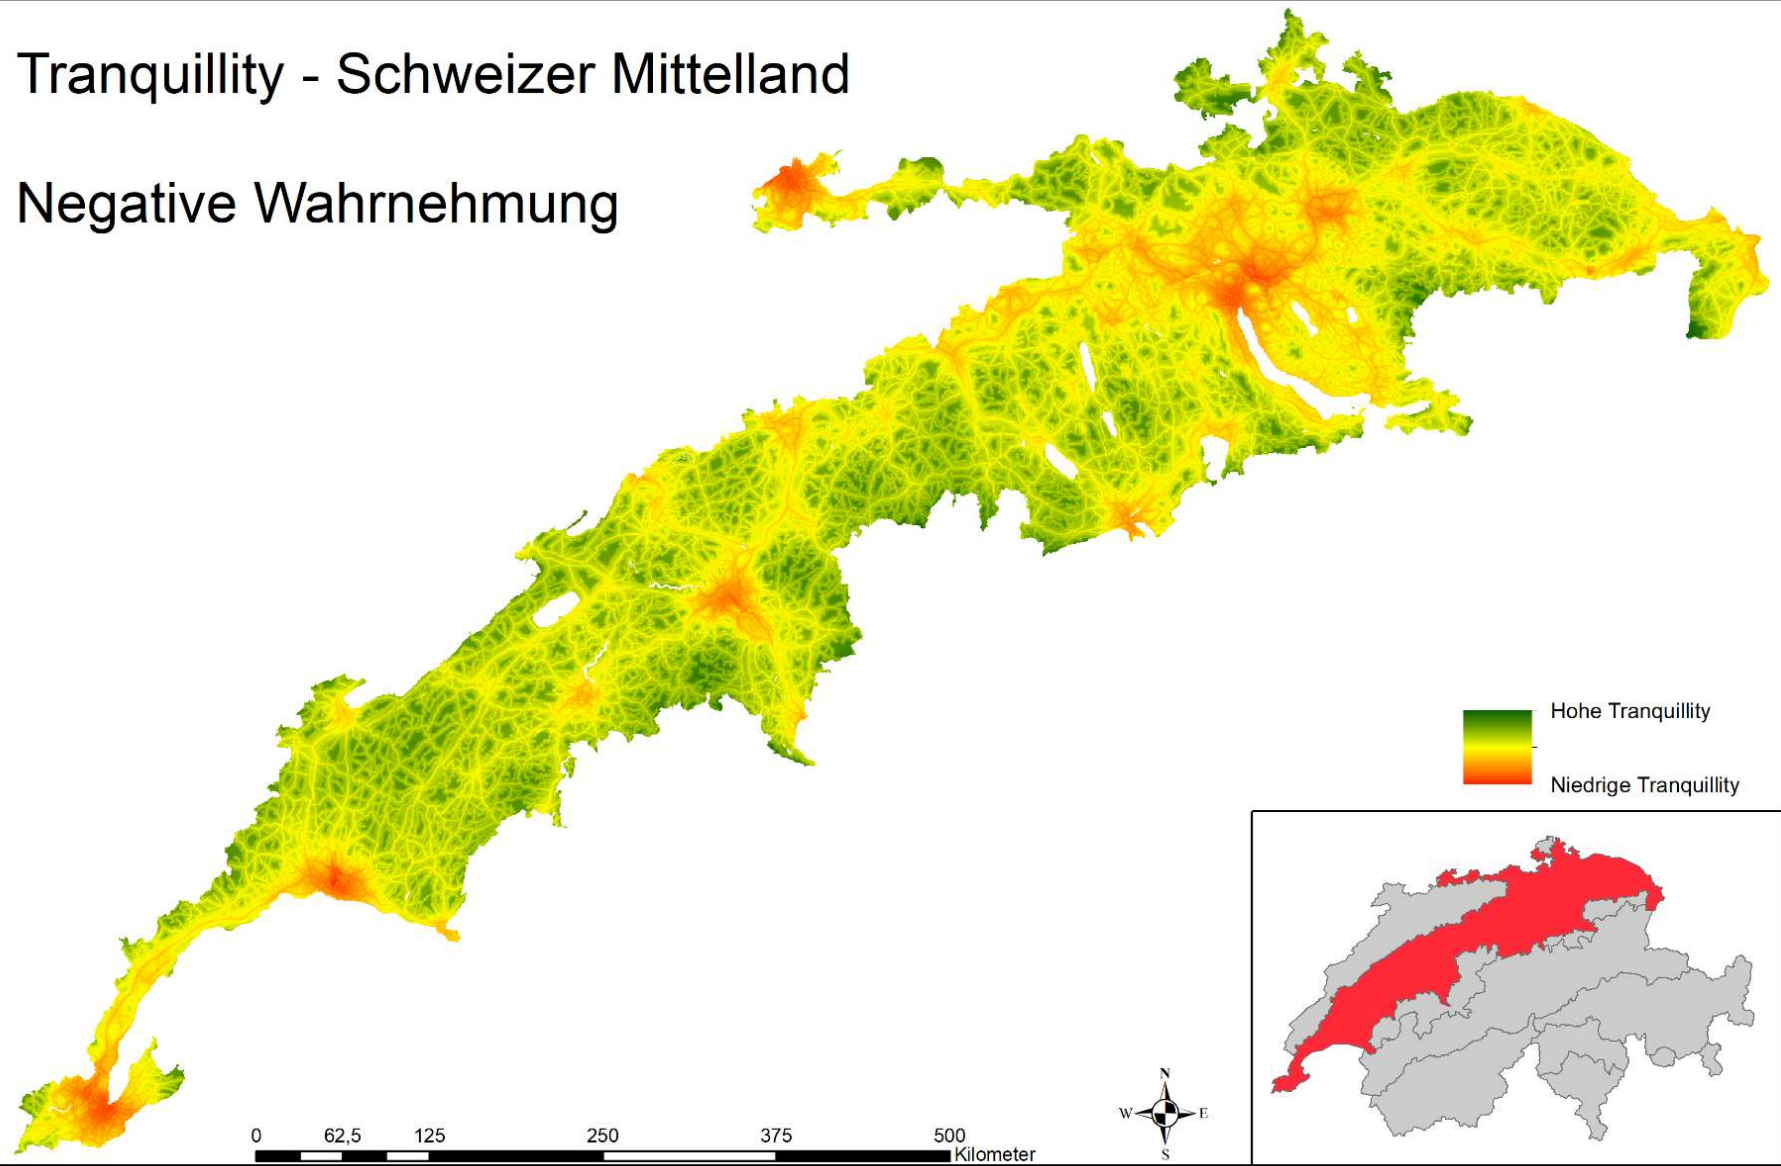 Tranquillity - Schweizer Mittelland
Negative Wahrnehmung
Hohe Tranquillity
Niedrige Tranquillity
N
W E
S
0 62,5 125 250 375 500
Kilometer